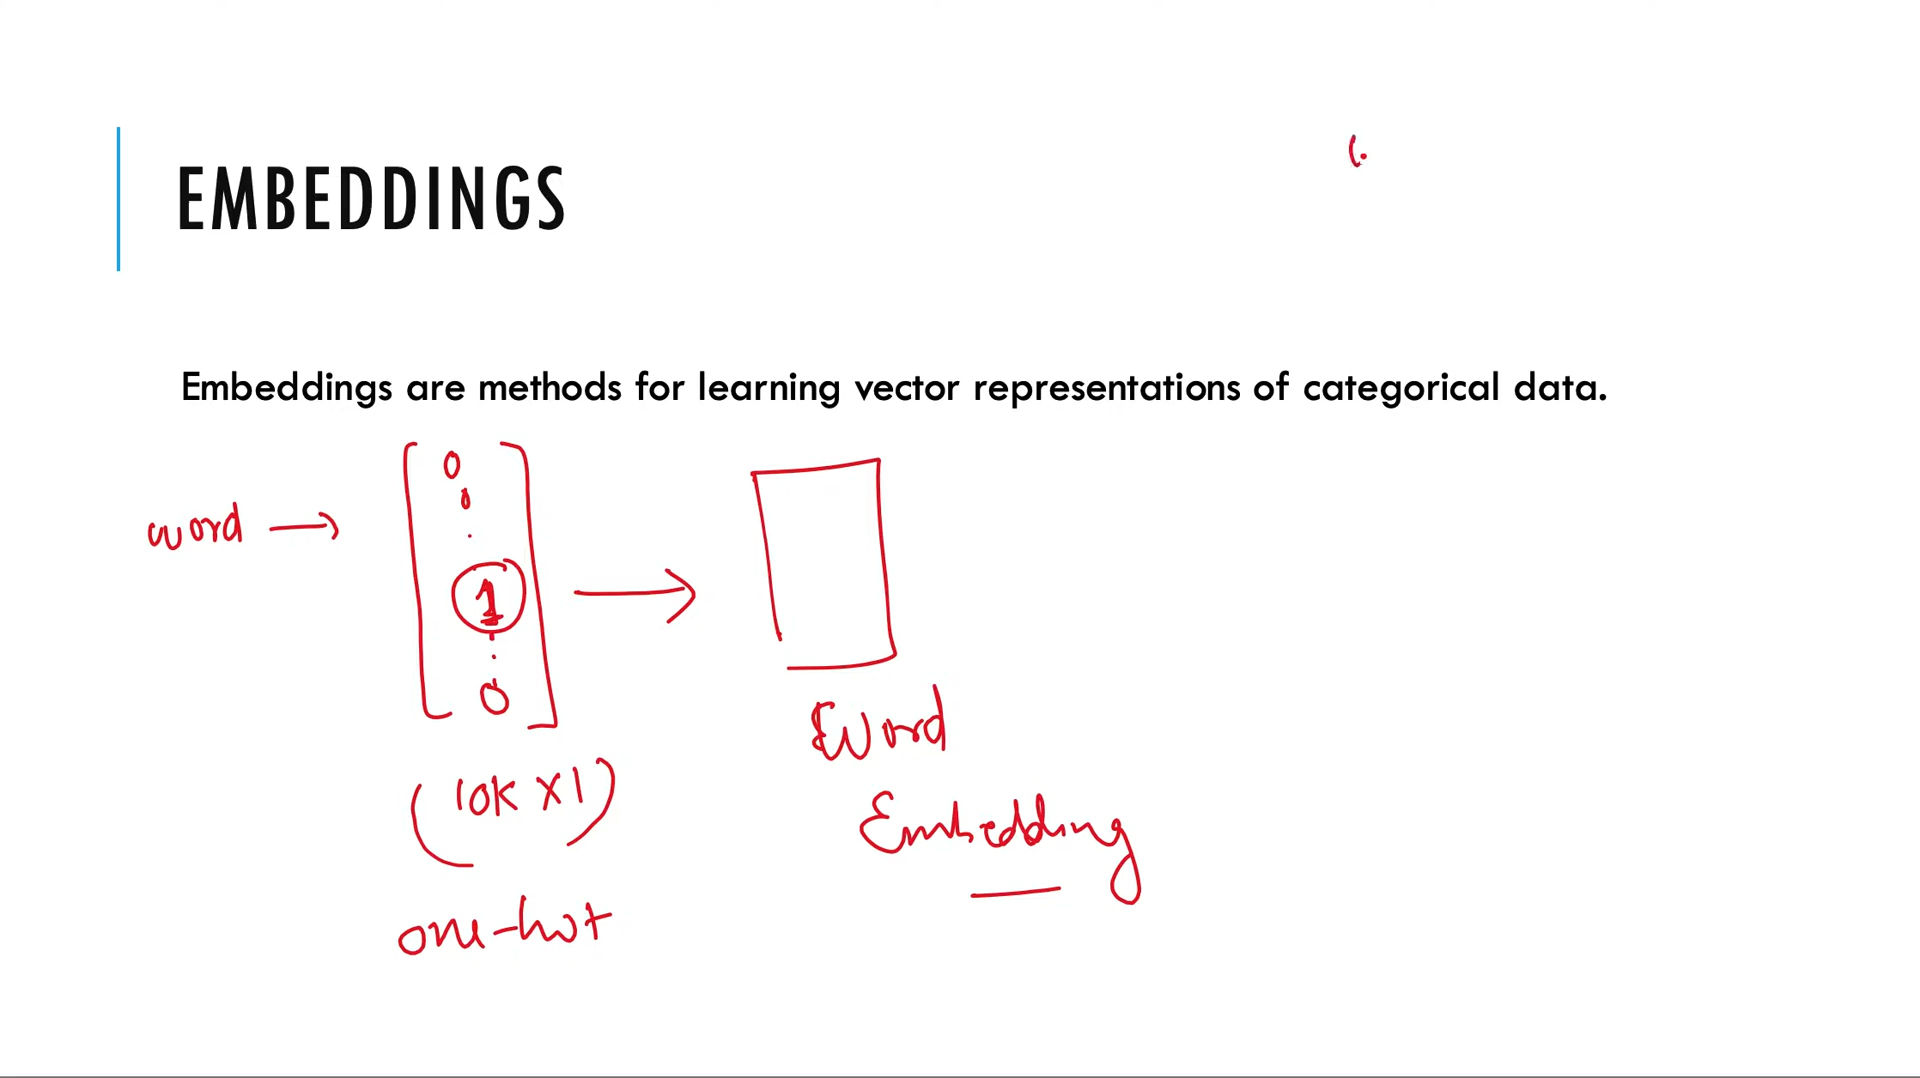 EMBEDDINGS
Embeddings are methods for learning vector representations of categorical data.
word →
0
0
.
1
.
.
0
(10K X1)
one-hot
→
Word
Embedding
(.